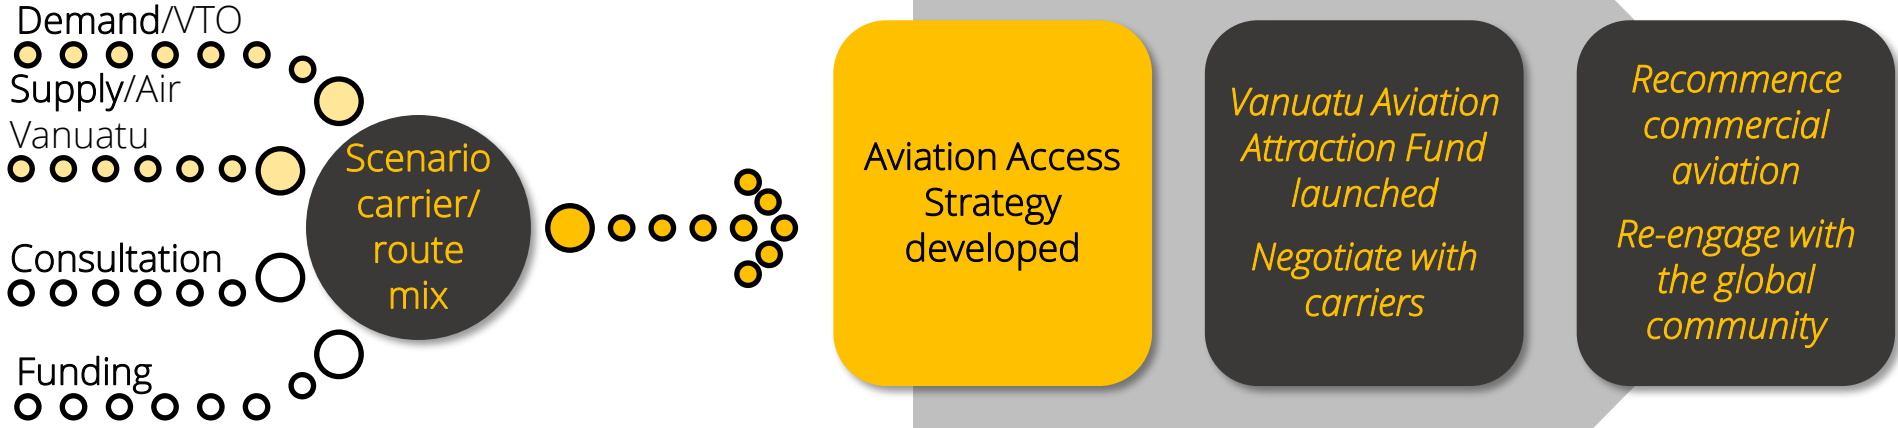 Demand/VTO
Supply/Air
Vanuatu
Consultation
Funding
Scenario
carrier/
route
mix
Aviation Access
Strategy
developed
Vanuatu Aviation
Attraction Fund
launched
Negotiate with
carriers
Recommence
commercial
aviation
Re-engage with
the global
community